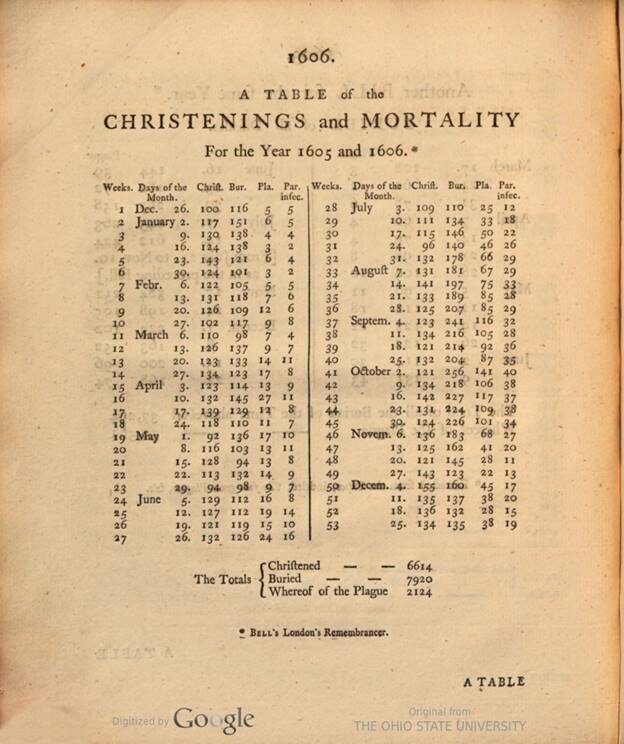 1606.
A TABLE of the
CHRISTENINGS and MORTALITY
For the Year 1605 and 1606.*
Weeks. Days of the Month. Chriſt. Bur. Pla. Par. infec.
1 Dec. 26. 100 116 5 5
2 January 2. 117 151 6 5
3 9. 130 138 4 4
4 16. 124 138 3 2
5 23. 143 121 6 4
6 30. 124 101 3 2
7 Febr. 6. 122 105 5 5
8 13. 131 118 7 6
9 20. 126 109 12 6
10 27. 102 117 9 8
11 March 6. 110 98 7 4
12 13. 126 137 9 7
13 20. 123 133 14 11
14 27. 134 123 17 8
15 April 3. 123 114 13 9
16 10. 132 145 27 11
17 17. 139 129 12 8
18 24. 118 110 11 7
19 May 1. 92 136 17 10
20 8. 116 103 13 11
21 15. 128 94 13 8
22 22. 113 132 14 9
23 29. 94 98 9 7
24 June 5. 129 112 16 8
25 12. 127 112 19 14
26 19. 121 119 15 10
27 26. 132 126 24 16
Weeks. Days of the Month. Chriſt. Bur. Pla. Par. infec.
28 July 3. 109 110 25 12
29 10. 111 134 33 18
30 17. 115 146 50 22
31 24. 96 140 46 26
32 31. 132 178 66 29
33 Auguſt 7. 131 181 67 29
34 14. 141 197 75 33
35 21. 133 189 85 28
36 28. 125 207 85 29
37 Septem. 4. 123 241 116 32
38 11. 134 216 105 28
39 18. 121 214 92 36
40 25. 132 204 87 35
41 October 2. 121 256 141 40
42 9. 134 218 106 38
43 16. 142 227 117 37
44 23. 131 224 109 38
45 30. 124 226 101 34
46 Novem. 6. 136 183 68 27
47 13. 125 162 41 20
48 20. 121 145 28 11
49 27. 143 123 22 13
50 Decem. 4. 155 160 45 17
51 11. 135 137 38 20
52 18. 136 132 28 15
53 25. 134 135 38 19
The Totals { Chriſtened — — 6614
Buried — — 7920
Whereof of the Plague 2124
* BELL's London's Remembrancer.
A TABLE
Digitized by Google
Original from
THE OHIO STATE UNIVERSITY